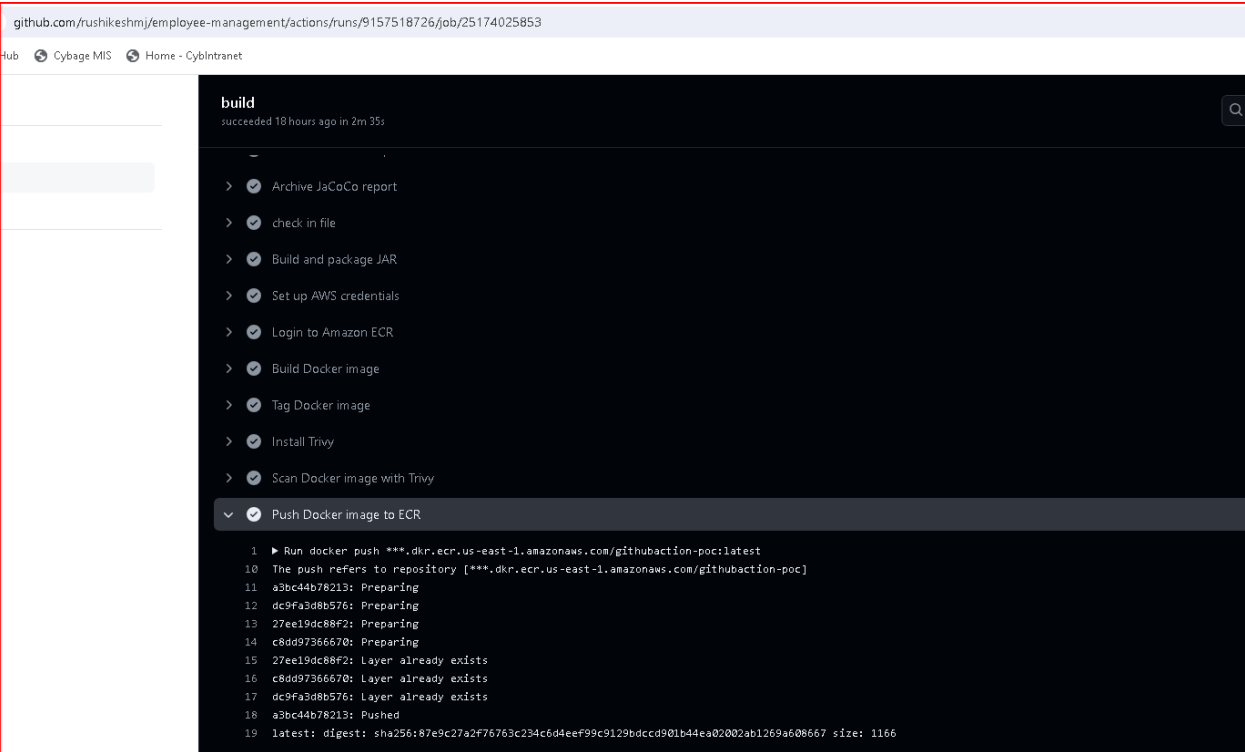 github.com/rushikeshmj/employee-management/actions/runs/9157518726/job/25174025853
Hub Cybage MIS Home - CybIntranet
build
succeeded 18 hours ago in 2m 35s
Archive JaCoCo report
check in file
Build and package JAR
Set up AWS credentials
Login to Amazon ECR
Build Docker image
Tag Docker image
Install Trivy
Scan Docker image with Trivy
Push Docker image to ECR
1 ▶ Run docker push ***.dkr.ecr.us-east-1.amazonaws.com/githubaction-poc:latest
10 The push refers to repository [***.dkr.ecr.us-east-1.amazonaws.com/githubaction-poc]
11 a3bc44b78213: Preparing
12 dc9fa3d8b576: Preparing
13 27ee19dc88f2: Preparing
14 c8dd97366670: Preparing
15 27ee19dc88f2: Layer already exists
16 c8dd97366670: Layer already exists
17 dc9fa3d8b576: Layer already exists
18 a3bc44b78213: Pushed
19 latest: digest: sha256:87e9c27a2f76763c234c6d4eef99c9129bdccd901b44ea02002ab1269a608667 size: 1166